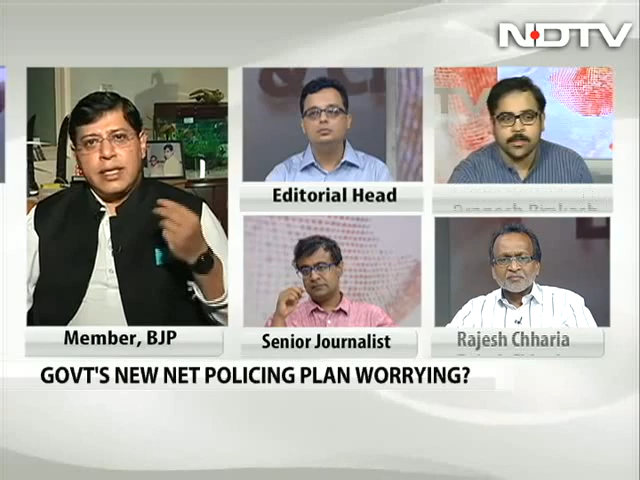 NDTV
Editorial Head
Member, BJP
Senior Journalist
Rajesh Chharia
GOVT'S NEW NET POLICING PLAN WORRYING?